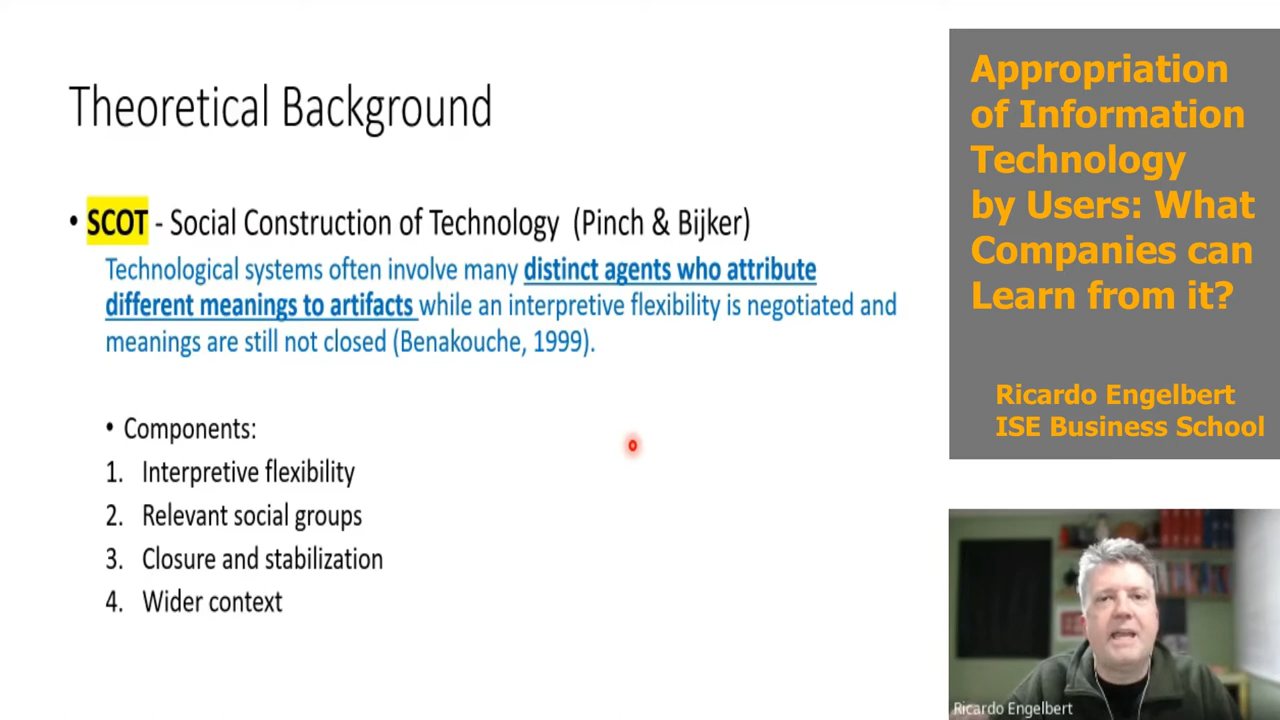 Theoretical Background
• SCOT - Social Construction of Technology (Pinch & Bijker)
Technological systems often involve many distinct agents who attribute
different meanings to artifacts while an interpretive flexibility is negotiated and
meanings are still not closed (Benakouche, 1999).
• Components:
1. Interpretive flexibility
2. Relevant social groups
3. Closure and stabilization
4. Wider context
Appropriation
of Information
Technology
by Users: What
Companies can
Learn from it?
Ricardo Engelbert
ISE Business School
Ricardo Engelbert